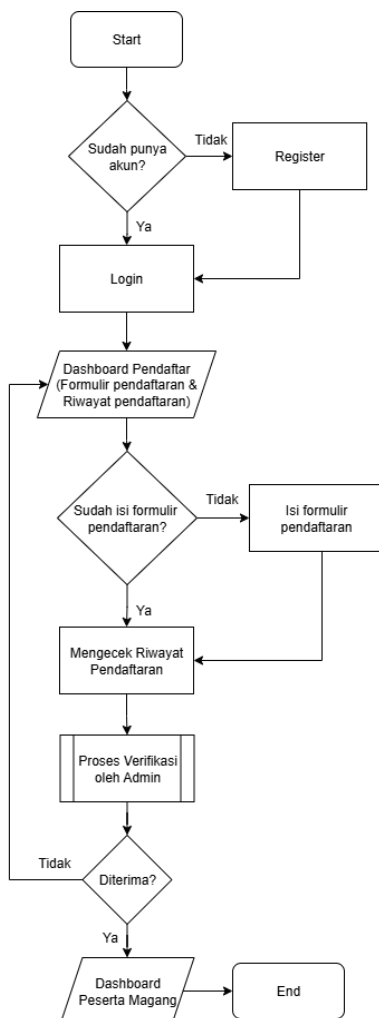 Start
Sudah punya
akun?
Tidak
Register
Ya
Login
Dashboard Pendaftar
(Formulir pendaftaran &
Riwayat pendaftaran)
Sudah isi formulir
pendaftaran?
Tidak
Isi formulir
pendaftaran
Ya
Mengecek Riwayat
Pendaftaran
Proses Verifikasi
oleh Admin
Tidak
Diterima?
Ya
Dashboard
Peserta Magang
End